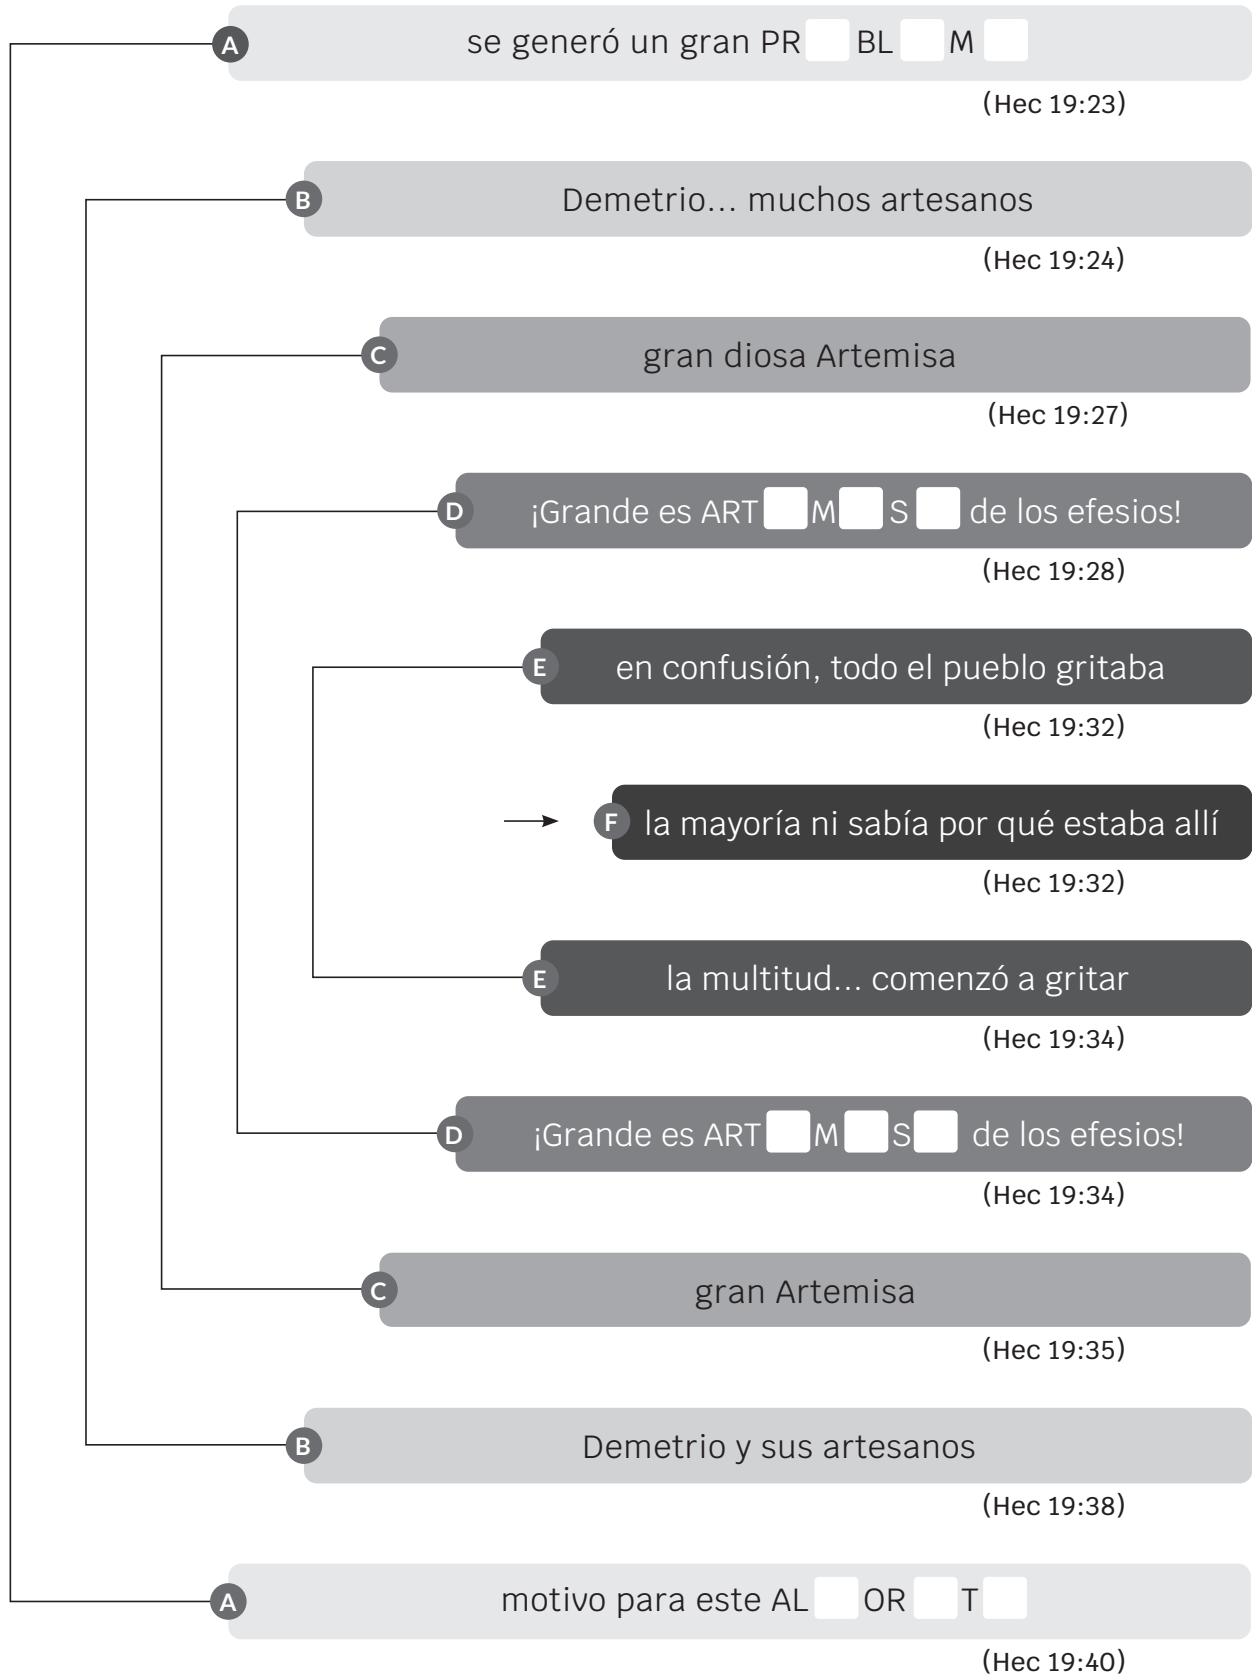 A se generó un gran PR BL M
(Hec 19:23)
B Demetrio... muchos artesanos
(Hec 19:24)
C gran diosa Artemisa
(Hec 19:27)
D ¡Grande es ART M S de los efesios!
(Hec 19:28)
E en confusión, todo el pueblo gritaba
(Hec 19:32)
F la mayoría ni sabía por qué estaba allí
(Hec 19:32)
E la multitud... comenzó a gritar
(Hec 19:34)
D ¡Grande es ART M S de los efesios!
(Hec 19:34)
C gran Artemisa
(Hec 19:35)
B Demetrio y sus artesanos
(Hec 19:38)
A motivo para este AL OR T
(Hec 19:40)